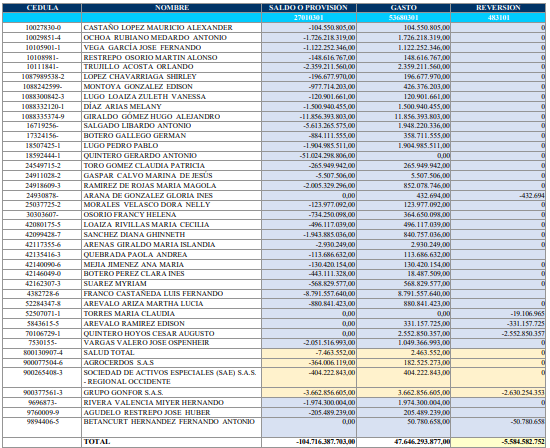 CEDULA NOMBRE SALDO O PROVISION GASTO REVERSION
27010301 53680301 483101
10027830-0 CASTAÑO LOPEZ MAURICIO ALEXANDER -104.550.805,00 104.550.805,00 0
10029851-4 OCHOA RUBIANO MEDARDO ANTONIO -1.726.218.319,00 1.726.218.319,00 0
10105901-1 VEGA GARCÍA JOSE FERNANDO -1.122.252.346,00 1.122.252.346,00 0
10108981- RESTREPO OSORIO MARTIN ALONSO -148.616.767,00 148.616.767,00 0
10111841- TRUJILLO ACOSTA ORLANDO -2.359.211.560,00 2.359.211.560,00 0
1087989538-2 LOPEZ CHAVARRIAGA SHIRLEY -196.677.970,00 196.677.970,00 0
1088242599- MONTOYA GONZALEZ EDISON -977.714.203,00 426.376.203,00 0
1088300842-3 LUGO LOAIZA ZULETH VANESSA -120.901.661,00 120.901.661,00 0
1088332120-1 DÍAZ ARIAS MELANY -1.500.940.455,00 1.500.940.455,00 0
1088335374-9 GIRALDO GÓMEZ HUGO ALEJANDRO -11.856.393.803,00 11.856.393.803,00 0
16719256- SALGADO LIBARDO ANTONIO -5.613.265.575,00 1.948.220.336,00 0
17324156- BOTERO GALLEGO GERMAN -884.111.555,00 358.711.555,00 0
18507425-1 LUGO PEDRO PABLO -1.904.985.511,00 1.904.985.511,00 0
18592444-1 QUINTERO GERARDO ANTONIO -51.024.298.806,00 0,00 0
24549715-2 TORO GOMEZ CLAUDIA PATRICIA -265.949.942,00 265.949.942,00 0
24911028-2 GASPAR CALVO MARINA DE JESÚS -5.507.506,00 5.507.506,00 0
24918609-3 RAMIREZ DE ROJAS MARIA MAGOLA -2.005.329.296,00 852.078.746,00 0
24930878- ARANA DE GONZALEZ GLORIA INES 0,00 432.694,00 -432.694
25037725-2 MORALES VELASCO DORA NELLY -123.977.092,00 123.977.092,00 0
30303607- OSORIO FRANCY HELENA -734.250.098,00 364.650.098,00 0
42080175-5 LOAIZA RIVILLAS MARIA CECILIA -496.117.039,00 496.117.039,00 0
42099428-7 SANCHEZ DIANA GHINNETH -1.943.885.036,00 840.757.036,00 0
42117355-6 ARENAS GIRALDO MARIA ISLANDIA -2.930.249,00 2.930.249,00 0
42135416-3 QUEBRADA PAOLA ANDREA -113.686.632,00 113.686.632,00 0
42140090-6 MEJIA JIMENEZ ANA MARIA -130.420.154,00 130.420.154,00 0
42146049-0 BOTERO PEREZ CLARA INES -443.111.328,00 18.487.509,00 0
42162307-3 SUAREZ MYRIAM -568.829.577,00 568.829.577,00 0
4382728-6 FRANCO CASTAÑEDA LUIS FERNANDO -8.791.557.640,00 8.791.557.640,00 0
52284347-8 AREVALO ARIZA MARTHA LUCIA -880.841.423,00 880.841.423,00 0
52507071-1 TORRES MARIA CLAUDIA 0,00 0,00 -19.106.965
5843615-5 AREVALO RAMIREZ EDISON 0,00 331.157.725,00 -331.157.725
70106729-1 QUINTERO HOYOS CESAR AUGUSTO 0,00 2.552.850.357,00 -2.552.850.357
7530155- VARGAS VALERO JOSE OSPENHEIR -2.051.516.993,00 1.049.366.993,00 0
800130907-4 SALUD TOTAL -7.463.552,00 2.463.552,00 0
900077504-6 AGROCERDOS S.A.S -364.006.119,00 182.525.273,00 0
900265408-3 SOCIEDAD DE ACTIVOS ESPECIALES (SAE) S.A.S. -404.222.843,00 404.222.843,00 0
- REGIONAL OCCIDENTE
900377561-3 GRUPO GONFOR S.A.S. -3.662.856.605,00 3.662.856.605,00 -2.630.254.353
9696873- RIVERA VALENCIA MIYER HERNANDO -1.974.300.004,00 1.974.300.004,00 0
9760009-9 AGUDELO RESTREPO JOSE HUBER -205.489.239,00 205.489.239,00 0
9894406-5 BETANCURT HERNANDEZ FERNANDO ANTONIO 0,00 50.780.658,00 -50.780.658
TOTAL -104.716.387.703,00 47.646.293.877,00 -5.584.582.752